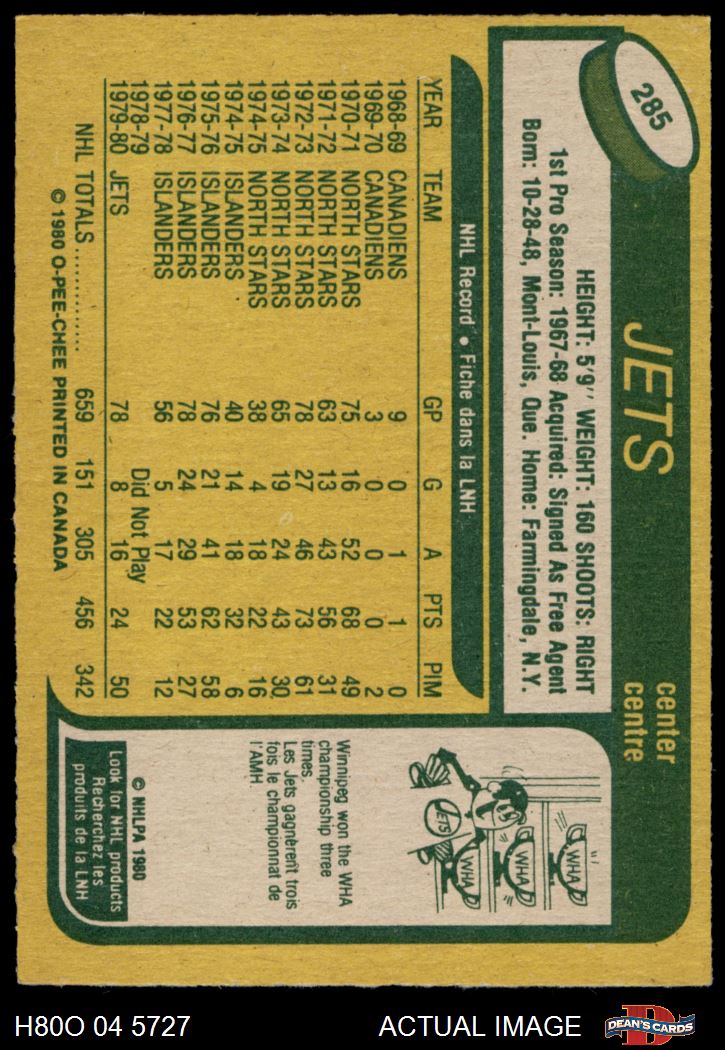 285
JETS
center
centre
HEIGHT: 5'9" WEIGHT: 160 SHOOTS: RIGHT
1st Pro Season: 1967-68 Acquired: Signed As Free Agent
Born: 10-28-48, Mont-Louis, Que. Home: Farmingdale, N.Y.
NHL Record • Fiche dans la LNH
YEAR TEAM GP G A PTS PIM
1968-69 CANADIENS 9 0 1 1 0
1969-70 CANADIENS 3 0 0 0 2
1970-71 NORTH STARS 75 16 52 68 49
1971-72 NORTH STARS 63 13 43 56 31
1972-73 NORTH STARS 78 27 46 73 61
1973-74 NORTH STARS 65 19 24 43 30
1974-75 NORTH STARS 38 4 18 22 16
1974-75 ISLANDERS 40 14 18 32 6
1975-76 ISLANDERS 76 21 41 62 58
1976-77 ISLANDERS 78 24 29 53 27
1977-78 ISLANDERS 56 5 17 22 12
1978-79 Did Not Play
1979-80 JETS 78 8 16 24 50
NHL TOTALS .............. 659 151 305 456 342
© 1980 O-PEE-CHEE PRINTED IN CANADA
WHA
WHA
WHA
JETS
Winnipeg won the WHA
championship three
times.
Les Jets gagnèrent trois
fois le championnat de
l'AMH
© NHLPA 1980
Look for NHL products
Recherchez les
produits de la LNH
H80O 04 5727
ACTUAL IMAGE
D
DEAN'S CARDS